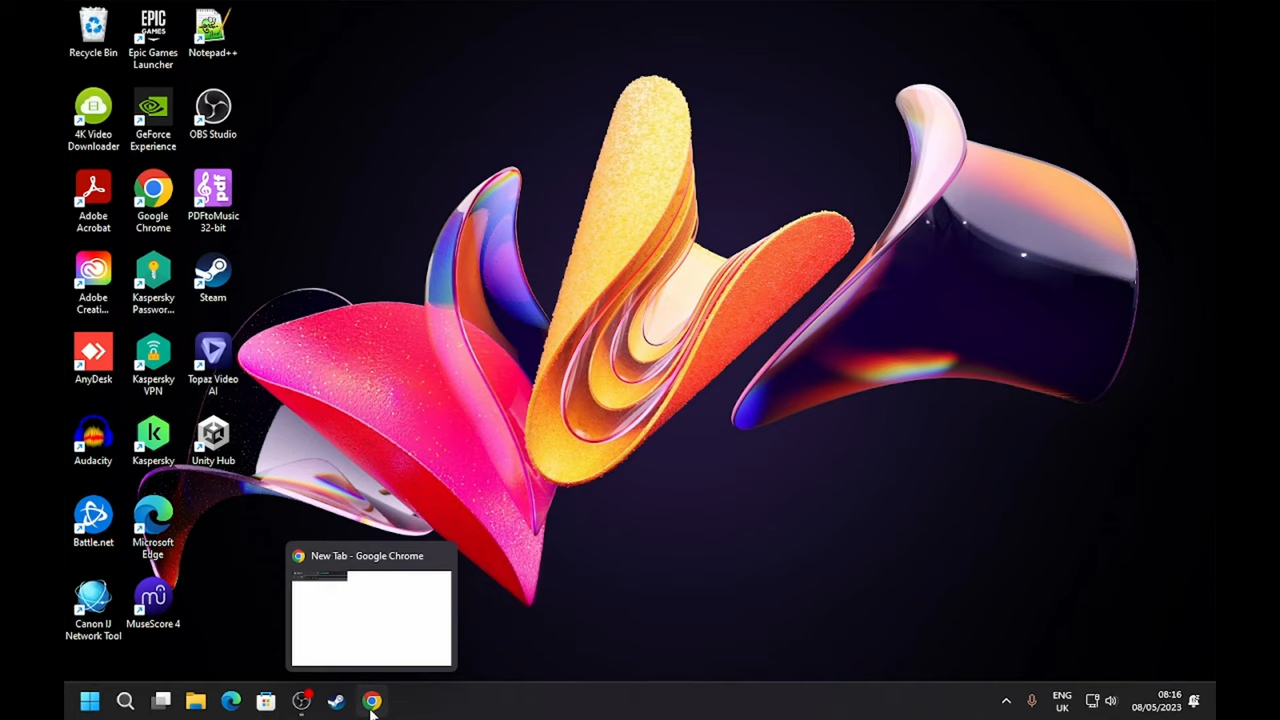 Recycle Bin
EPIC
GAMES
Epic Games
Launcher
Notepad++
4K Video
Downloader
GeForce
Experience
OBS Studio
Adobe
Acrobat
Google
Chrome
pdf
PDFtoMusic
32-bit
Adobe
Creati...
Kaspersky
Passwor...
Steam
AnyDesk
Kaspersky
VPN
Topaz Video
AI
Audacity
Kaspersky
Unity Hub
Battle.net
Microsoft
Edge
Canon IJ
Network Tool
MuseScore 4
New Tab - Google Chrome
ENG
UK
08:16
08/05/2023